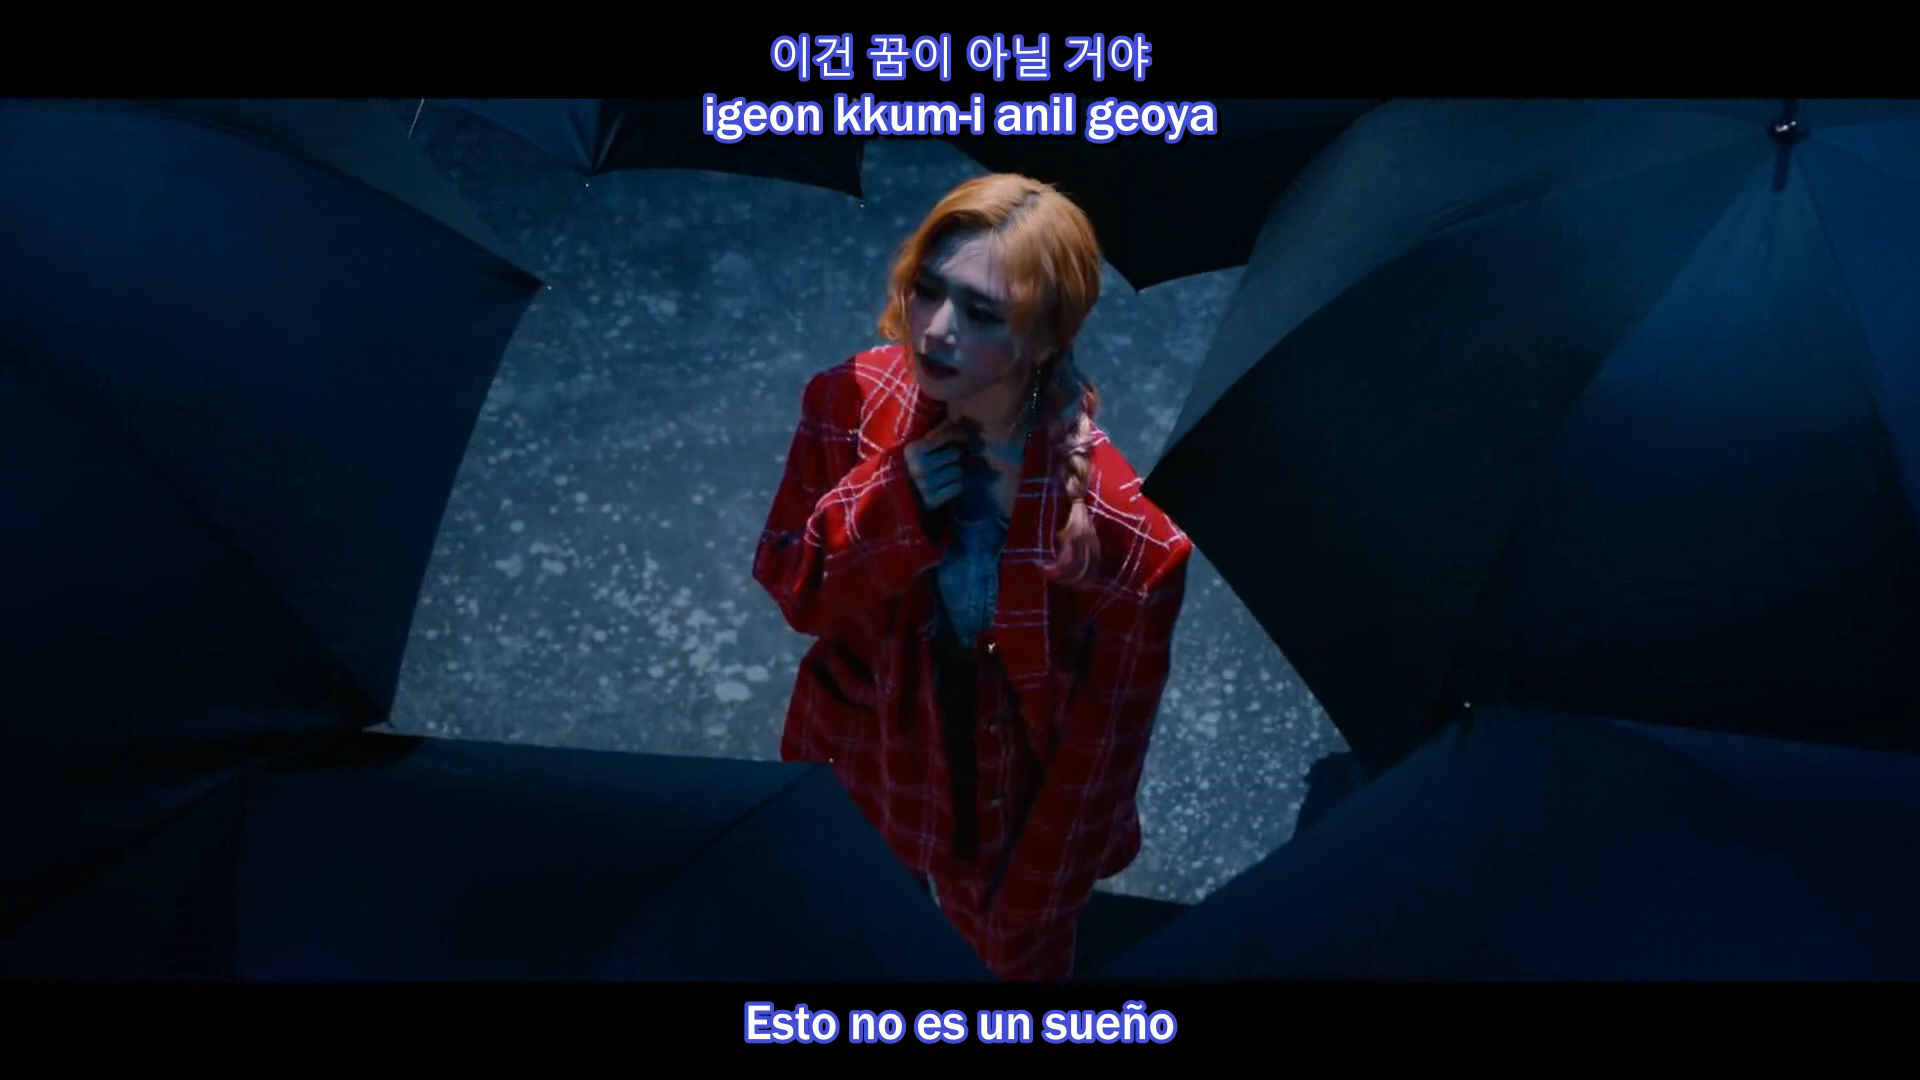 이건 꿈이 아닐 거야
igeon kkum-i anil geoya
Esto no es un sueño